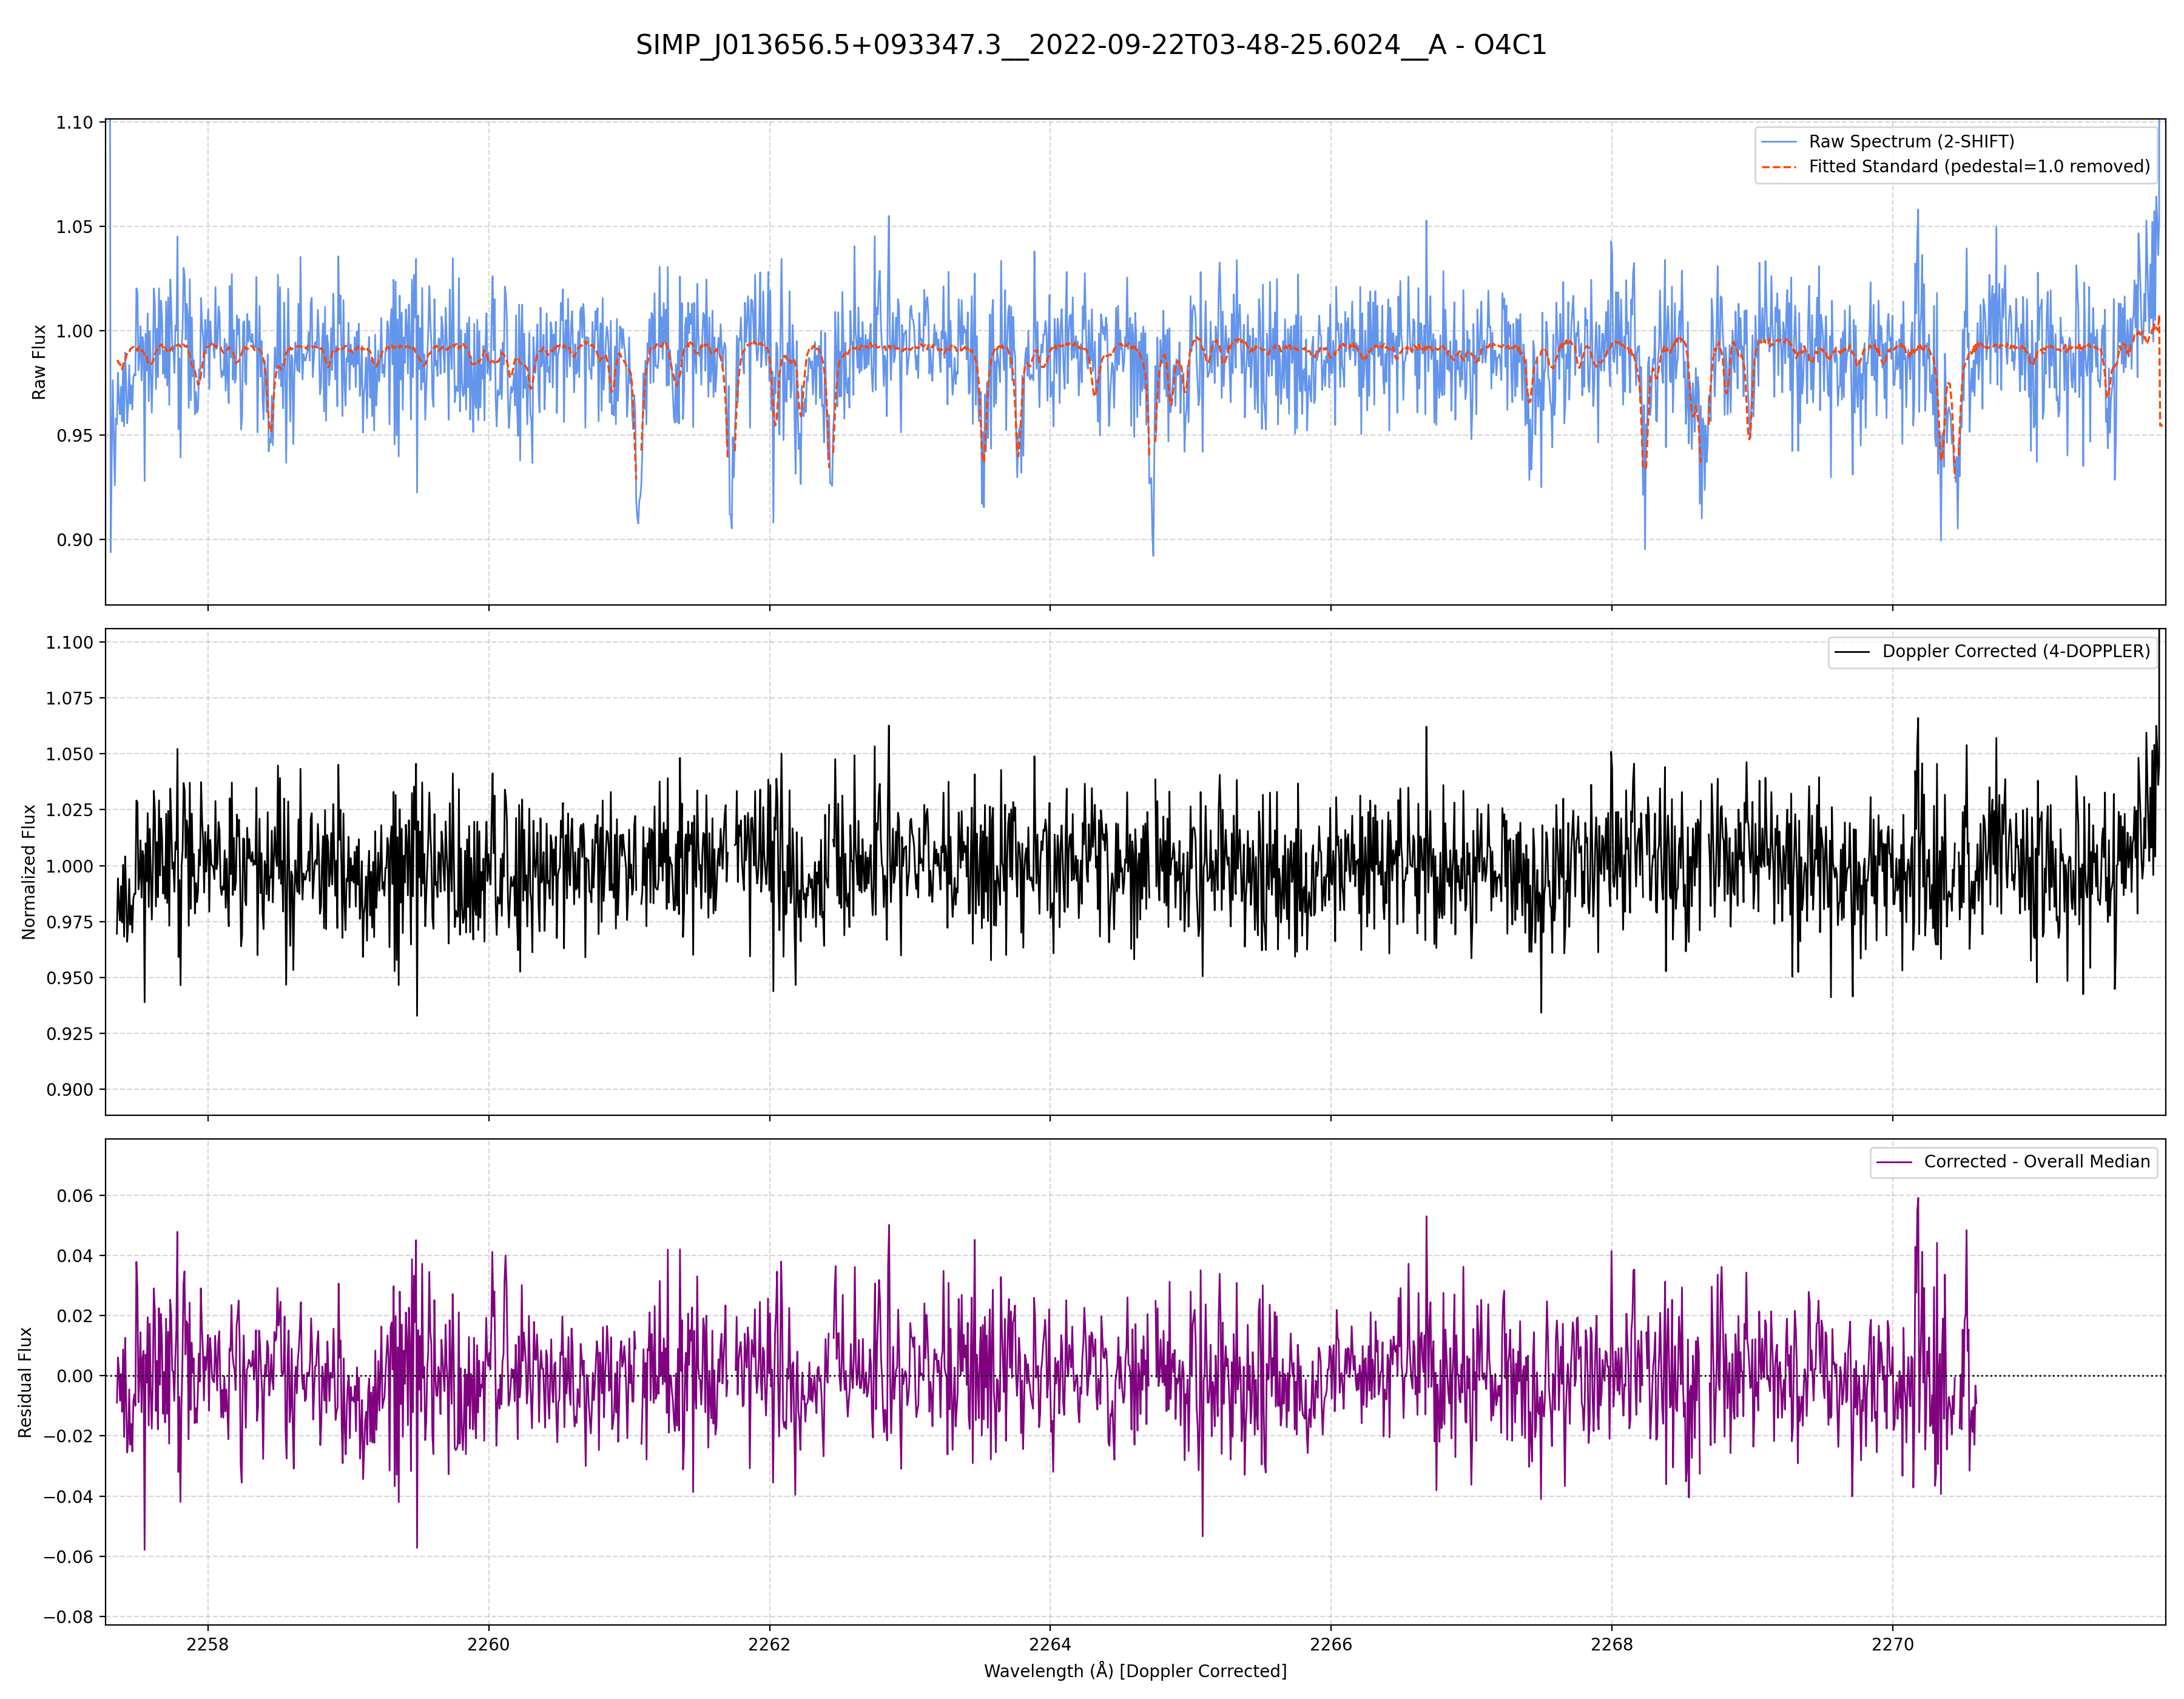 SIMP_J013656.5+093347.3__2022-09-22T03-48-25.6024__A - O4C1
Raw Spectrum (2-SHIFT)
Fitted Standard (pedestal=1.0 removed)
Raw Flux
1.10
1.05
1.00
0.95
0.90
Doppler Corrected (4-DOPPLER)
Normalized Flux
1.100
1.075
1.050
1.025
1.000
0.975
0.950
0.925
0.900
Corrected - Overall Median
Residual Flux
0.06
0.04
0.02
0.00
−0.02
−0.04
−0.06
−0.08
2258 2260 2262 2264 2266 2268 2270
Wavelength (Å) [Doppler Corrected]